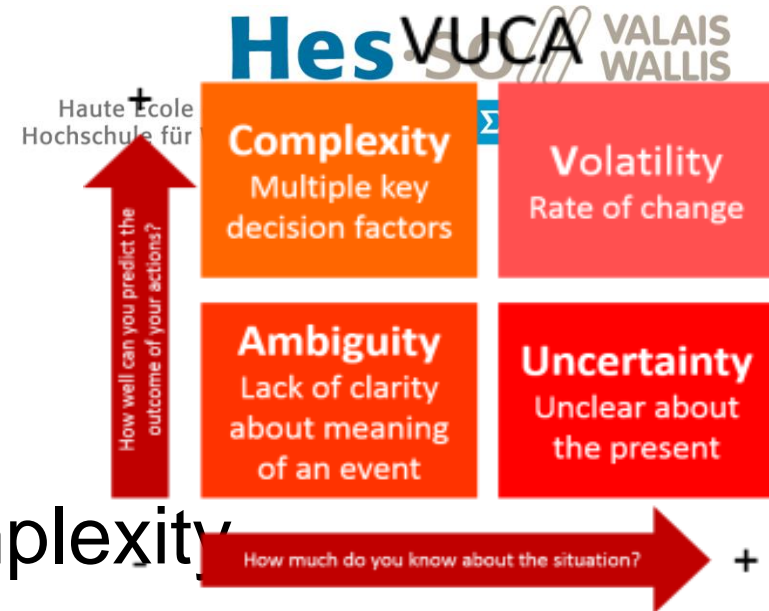 Hes·so VALAIS
WALLIS
VUCA
+
Haute Ecole
Hochschule für
Σ
Complexity
Multiple key
decision factors
Volatility
Rate of change
How well can you predict the
outcome of your actions?
Ambiguity
Lack of clarity
about meaning
of an event
Uncertainty
Unclear about
the present
mplexity
-
How much do you know about the situation?
+